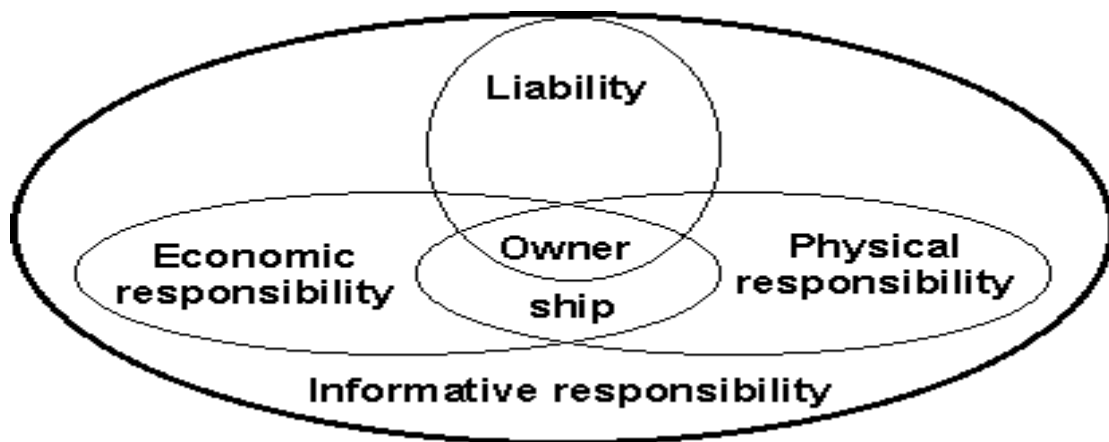 Liability
Owner
ship
Economic
responsibility
Physical
responsibility
Informative responsibility